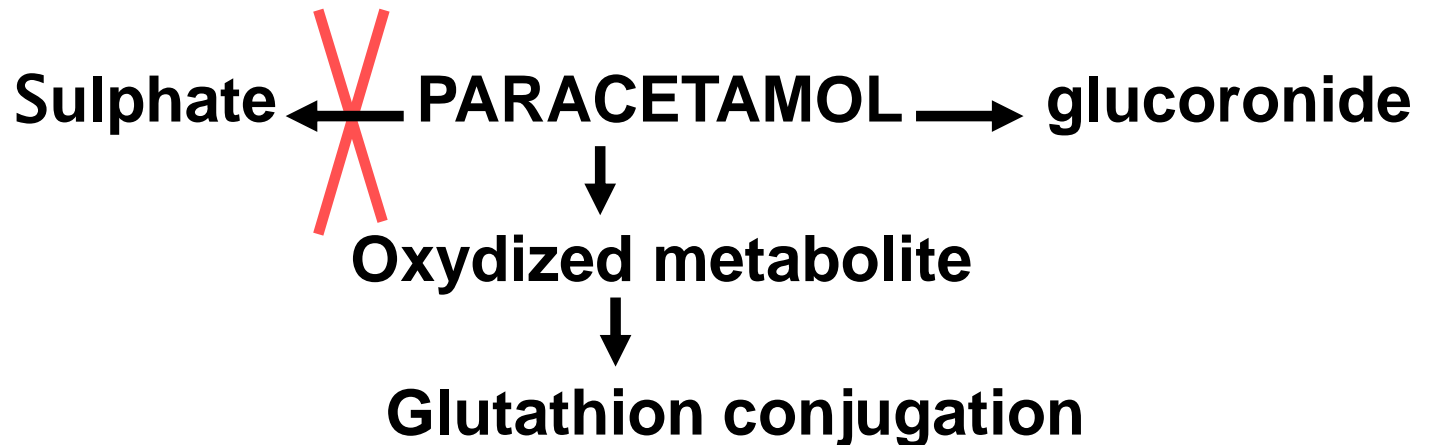 Sulphate PARACETAMOL glucoronide
Oxydized metabolite
Glutathion conjugation